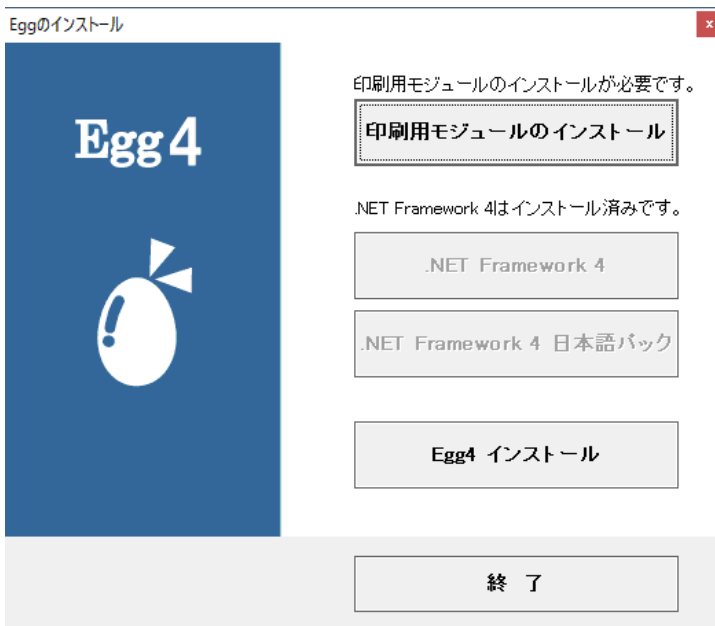 Eggのインストール
x
Egg4
印刷用モジュールのインストールが必要です。
印刷用モジュールのインストール
.NET Framework 4はインストール済みです。
.NET Framework 4
.NET Framework 4 日本語パック
Egg4 インストール
終 了